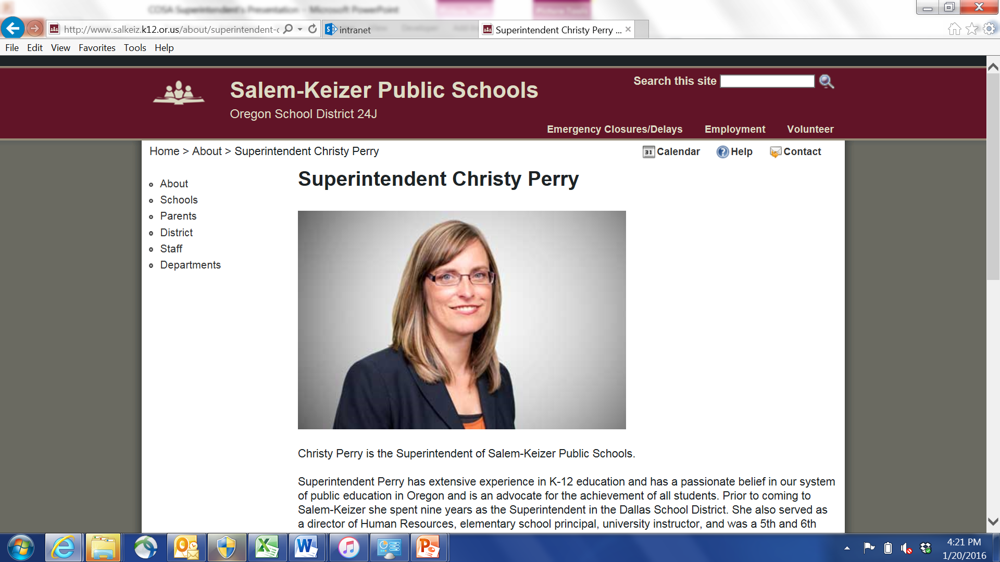 COSA Superintendent's Presentation - Microsoft PowerPoint
http://www.salkeiz.k12.or.us/about/superintendent-c
intranet
Superintendent Christy Perry ...
File Edit View Favorites Tools Help
Salem-Keizer Public Schools
Oregon School District 24J
Search this site
Emergency Closures/Delays Employment Volunteer
Home > About > Superintendent Christy Perry
31 Calendar Help Contact
About
Schools
Parents
District
Staff
Departments
Superintendent Christy Perry
Christy Perry is the Superintendent of Salem-Keizer Public Schools.
Superintendent Perry has extensive experience in K-12 education and has a passionate belief in our system
of public education in Oregon and is an advocate for the achievement of all students. Prior to coming to
Salem-Keizer she spent nine years as the Superintendent in the Dallas School District. She also served as
a director of Human Resources, elementary school principal, university instructor, and was a 5th and 6th
4:21 PM
1/20/2016